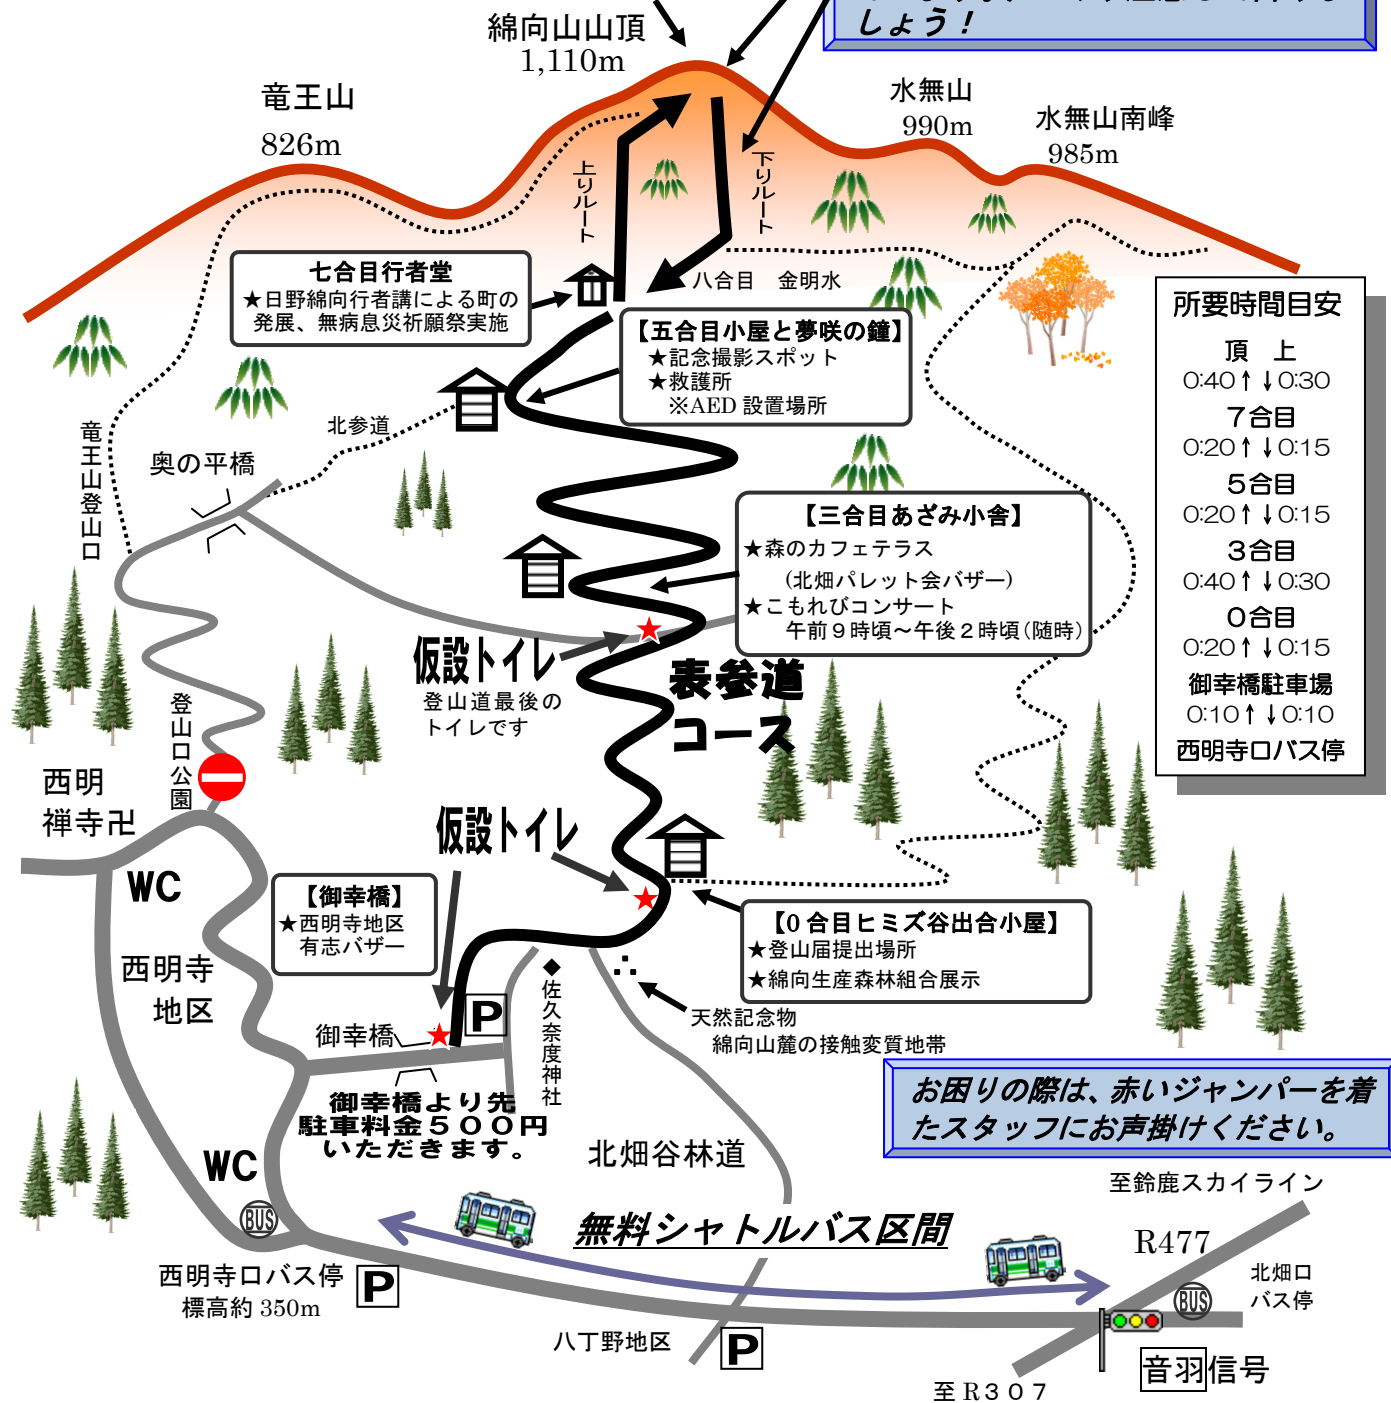 しょう！
綿向山山頂
1,110m
竜王山
826m
水無山
990m
水無山南峰
985m
上りルート
下りルート
七合目行者堂
★日野綿向行者講による町の
発展、無病息災祈願祭実施
八合目　金明水
【五合目小屋と夢咲の鐘】
★記念撮影スポット
★救護所
※AED 設置場所
所要時間目安
頂　上
0:40↑ ↓0:30
7合目
0:20↑ ↓0:15
5合目
0:20↑ ↓0:15
3合目
0:40↑ ↓0:30
0合目
0:20↑ ↓0:15
御幸橋駐車場
0:10↑ ↓0:10
西明寺口バス停
北参道
竜王山登山口
奥の平橋
【三合目あざみ小舎】
★森のカフェテラス
(北畑パレット会バザー)
★こもれびコンサート
午前９時頃～午後２時頃(随時)
仮設トイレ
登山道最後の
トイレです
表参道
コース
登山口公園
西明
禅寺卍
仮設トイレ
WC
【御幸橋】
★西明寺地区
有志バザー
【0 合目ヒミズ谷出合小屋】
★登山届提出場所
★綿向生産森林組合展示
西明寺
地区
P
◆佐久奈度神社
天然記念物
綿向山麓の接触変質地帯
御幸橋
御幸橋より先
駐車料金５００円
いただきます。
お困りの際は、赤いジャンパーを着
たスタッフにお声掛けください。
北畑谷林道
WC
BUS
至鈴鹿スカイライン
無料シャトルバス区間
R477
西明寺口バス停
標高約 350m
P
北畑口
バス停
BUS
八丁野地区
P
音羽信号
至 R３０７